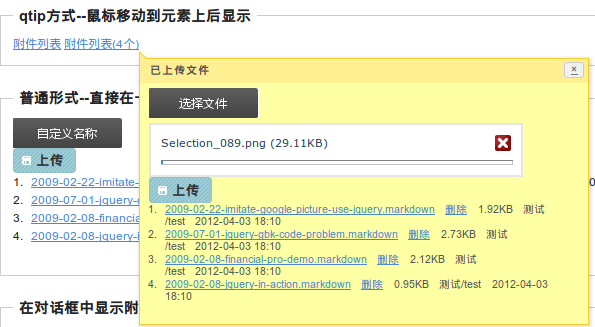 qtip方式--鼠标移动到元素上后显示
附件列表 附件列表(4个)
已上传文件
x
普通形式--直接在
选择文件
自定义名称
Selection_089.png (29.11KB)
上传
1. 2009-02-22-imitate-
2. 2009-07-01-jquery-
3. 2009-02-08-financial
4. 2009-02-08-jquery-i
上传
1. 2009-02-22-imitate-google-picture-use-jquery.markdown 删除 1.92KB 测试
/test 2012-04-03 18:10
2. 2009-07-01-jquery-gbk-code-problem.markdown 删除 2.73KB 测试
/test 2012-04-03 18:10
3. 2009-02-08-financial-pro-demo.markdown 删除 2.12KB 测试
/test 2012-04-03 18:10
4. 2009-02-08-jquery-in-action.markdown 删除 0.95KB 测试/test 2012-04-03
18:10
在对话框中显示附